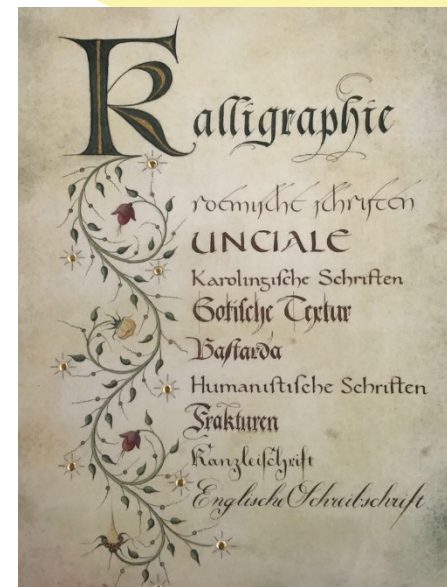 Kalligraphie
roemische schriften
UNCIALE
Karolingiſche Schriften
Gotiſche Textur
Baſtarda
Humaniſtiſche Schriften
Frakturen
Kanzleiſchrift
Engliſche Schreibschrift